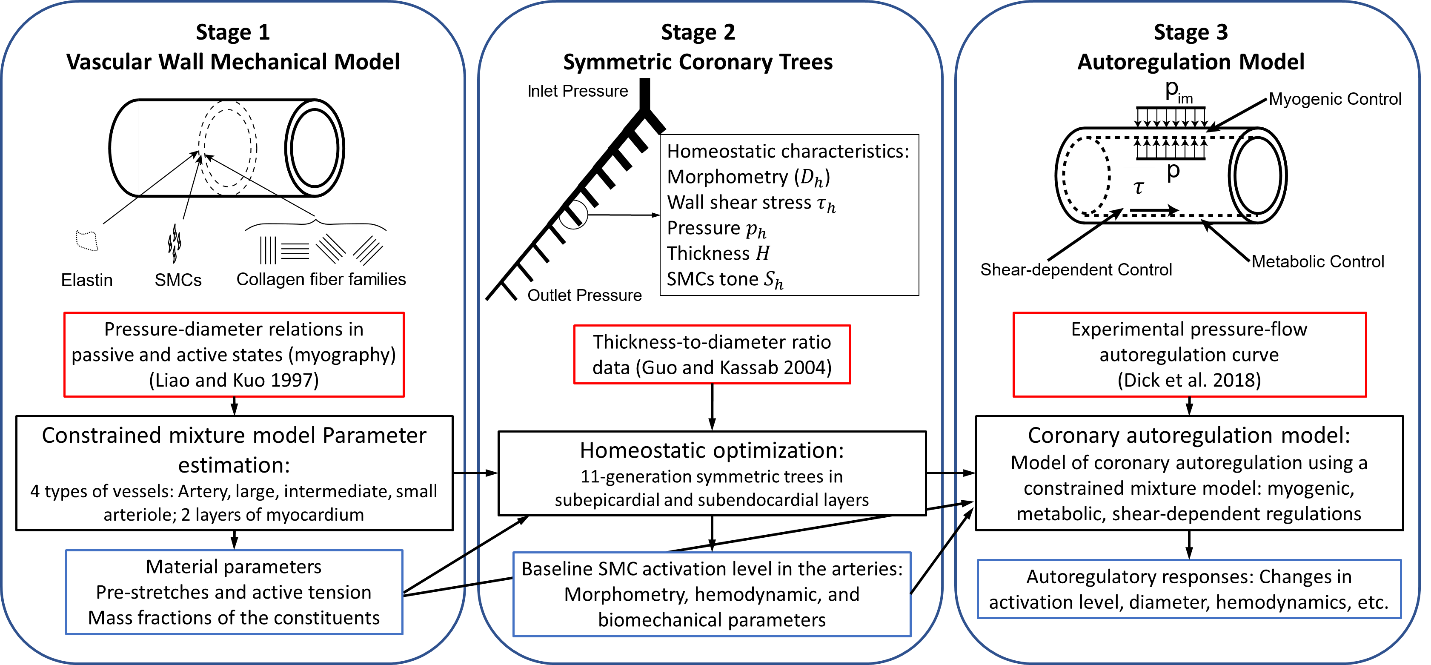 Stage 1
Vascular Wall Mechanical Model
Elastin
SMCs
Collagen fiber families
Pressure-diameter relations in
passive and active states (myography)
(Liao and Kuo 1997)
Constrained mixture model Parameter
estimation:
4 types of vessels: Artery, large, intermediate, small
arteriole; 2 layers of myocardium
Material parameters
Pre-stretches and active tension
Mass fractions of the constituents
Stage 2
Symmetric Coronary Trees
Inlet Pressure
Homeostatic characteristics:
Morphometry (D_h)
Wall shear stress τ_h
Pressure p_h
Thickness H
SMCs tone S_h
Outlet Pressure
Thickness-to-diameter ratio
data (Guo and Kassab 2004)
Homeostatic optimization:
11-generation symmetric trees in
subepicardial and subendocardial layers
Baseline SMC activation level in the arteries:
Morphometry, hemodynamic, and
biomechanical parameters
Stage 3
Autoregulation Model
p_im
Myogenic Control
p
τ
Shear-dependent Control
Metabolic Control
Experimental pressure-flow
autoregulation curve
(Dick et al. 2018)
Coronary autoregulation model:
Model of coronary autoregulation using a
constrained mixture model: myogenic,
metabolic, shear-dependent regulations
Autoregulatory responses: Changes in
activation level, diameter, hemodynamics, etc.